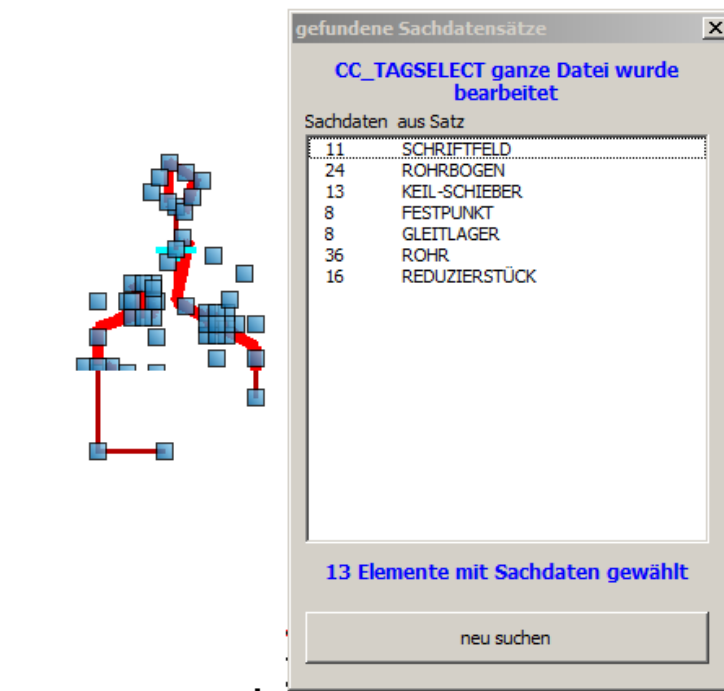 gefundene Sachdatensätze
CC_TAGSELECT ganze Datei wurde
bearbeitet
Sachdaten aus Satz
11 SCHRIFTFELD
24 ROHRBOGEN
13 KEIL-SCHIEBER
8 FESTPUNKT
8 GLEITLAGER
36 ROHR
16 REDUZIERSTÜCK
13 Elemente mit Sachdaten gewählt
neu suchen